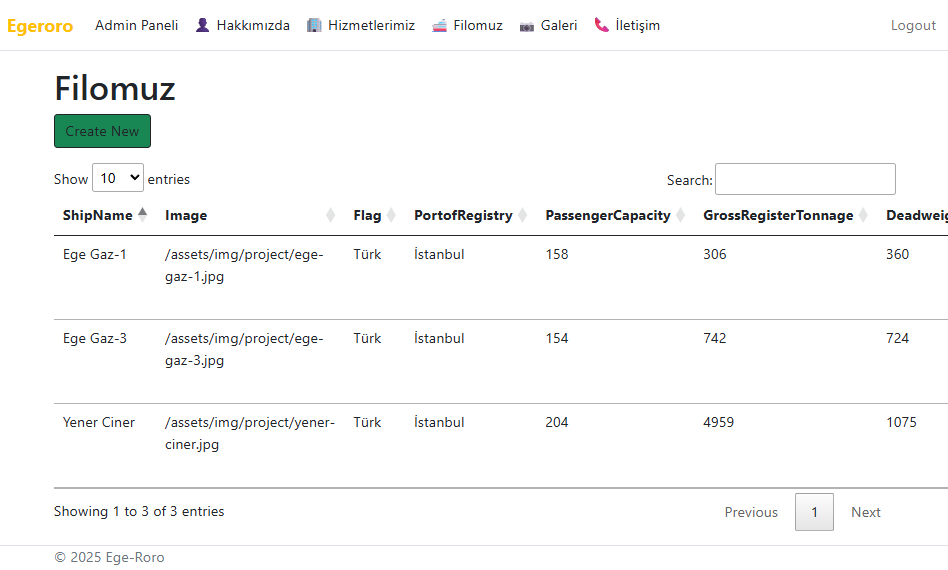 Egeroro Admin Paneli Hakkımızda Hizmetlerimiz Filomuz Galeri İletişim Logout
Filomuz
Create New
Show 10 entries Search:
ShipName Image Flag PortofRegistry PassengerCapacity GrossRegisterTonnage Deadweig
Ege Gaz-1 /assets/img/project/ege- Türk İstanbul 158 306 360
gaz-1.jpg
Ege Gaz-3 /assets/img/project/ege- Türk İstanbul 154 742 724
gaz-3.jpg
Yener Ciner /assets/img/project/yener- Türk İstanbul 204 4959 1075
ciner.jpg
Showing 1 to 3 of 3 entries Previous 1 Next
© 2025 Ege-Roro